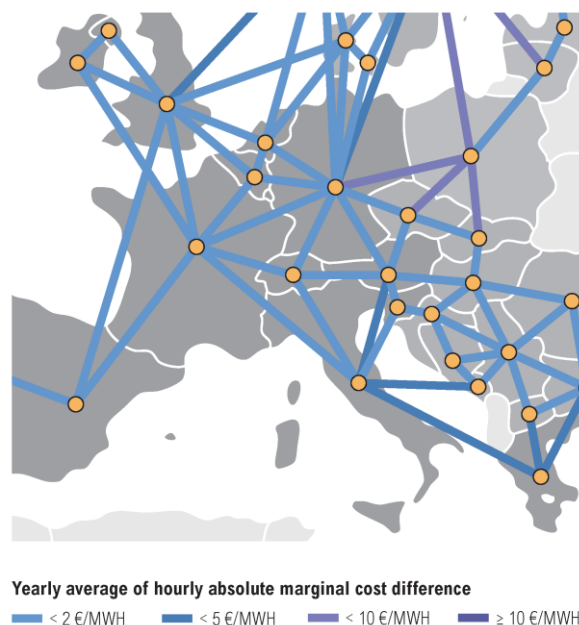 Yearly average of hourly absolute marginal cost difference
< 2 €/MWH < 5 €/MWH < 10 €/MWH ≥ 10 €/MWH